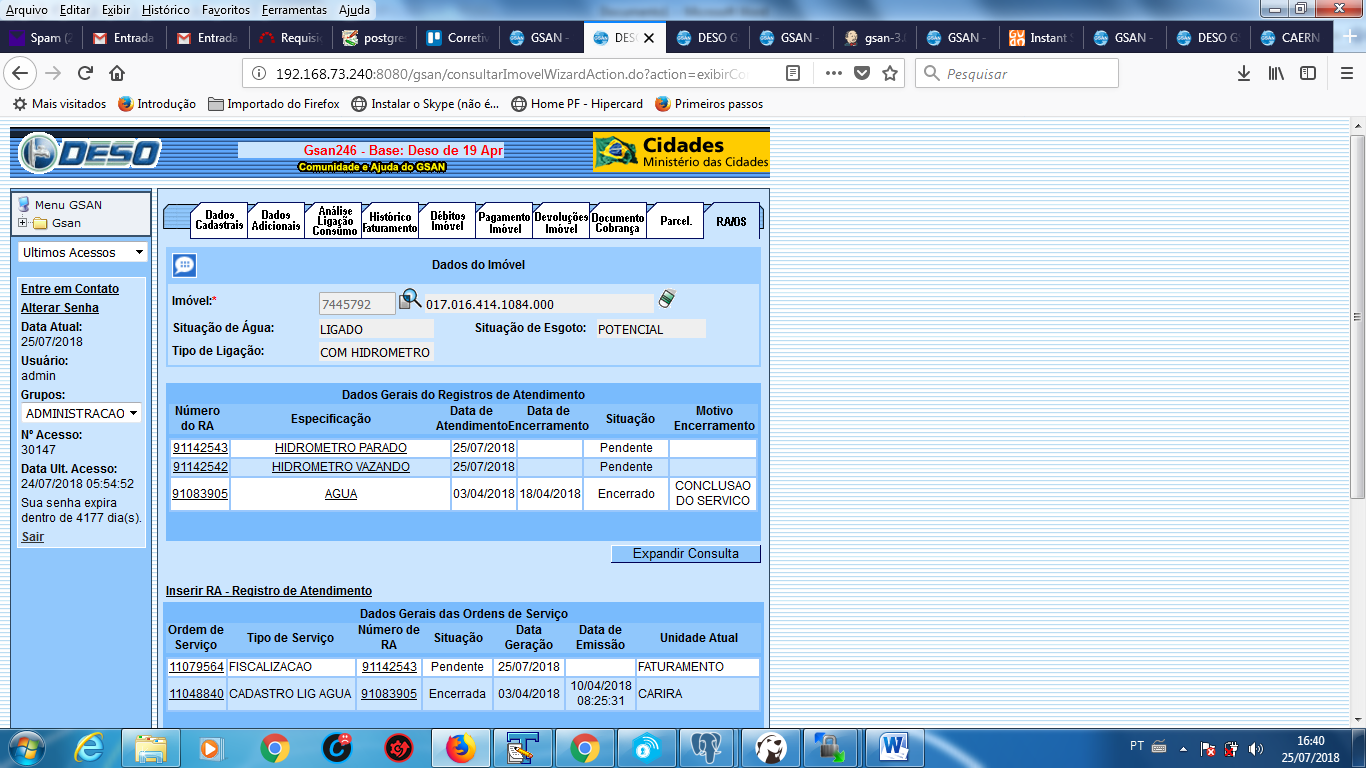 Arquivo Editar Exibir Histórico Favoritos Ferramentas Ajuda
Spam (2 Entrada Entrada Requisi postgre Corretiv GSAN - DESO DESO G GSAN - gsan-3. GSAN - Instant S GSAN - DESO GS CAERN
192.168.73.240:8080/gsan/consultarImovelWizardAction.do?action=exibirCo Pesquisar
Mais visitados Introdução Importado do Firefox Instalar o Skype (não é... Home PF - Hipercard Primeiros passos
DESO
Gsan246 - Base: Deso de 19 Apr
Comunidade e Ajuda do GSAN
Cidades
Ministério das Cidades
Menu GSAN
Gsan
Ultimos Acessos
Entre em Contato
Alterar Senha
Data Atual:
25/07/2018
Usuário:
admin
Grupos:
ADMINISTRACAO
N° Acesso:
30147
Data Ult. Acesso:
24/07/2018 05:54:52
Sua senha expira
dentro de 4177 dia(s).
Sair
Dados Cadastrais
Dados Adicionais
Análise Ligação Consumo
Histórico Faturamento
Débitos Imóvel
Pagamento Imóvel
Devoluções Imóvel
Documento Cobrança
Parcel.
RA/OS
Dados do Imóvel
Imóvel:* 7445792 017.016.414.1084.000
Situação de Água: LIGADO Situação de Esgoto: POTENCIAL
Tipo de Ligação: COM HIDROMETRO
Dados Gerais do Registros de Atendimento
Número do RA Especificação Data de Atendimento Data de Encerramento Situação Motivo Encerramento
91142543 HIDROMETRO PARADO 25/07/2018 Pendente
91142542 HIDROMETRO VAZANDO 25/07/2018 Pendente
91083905 AGUA 03/04/2018 18/04/2018 Encerrado CONCLUSAO DO SERVICO
Expandir Consulta
Inserir RA - Registro de Atendimento
Dados Gerais das Ordens de Serviço
Ordem de Serviço Tipo de Serviço Número de RA Situação Data Geração Data de Emissão Unidade Atual
11079564 FISCALIZACAO 91142543 Pendente 25/07/2018 FATURAMENTO
11048840 CADASTRO LIG AGUA 91083905 Encerrada 03/04/2018 10/04/2018 08:25:31 CARIRA
PT 16:40
25/07/2018